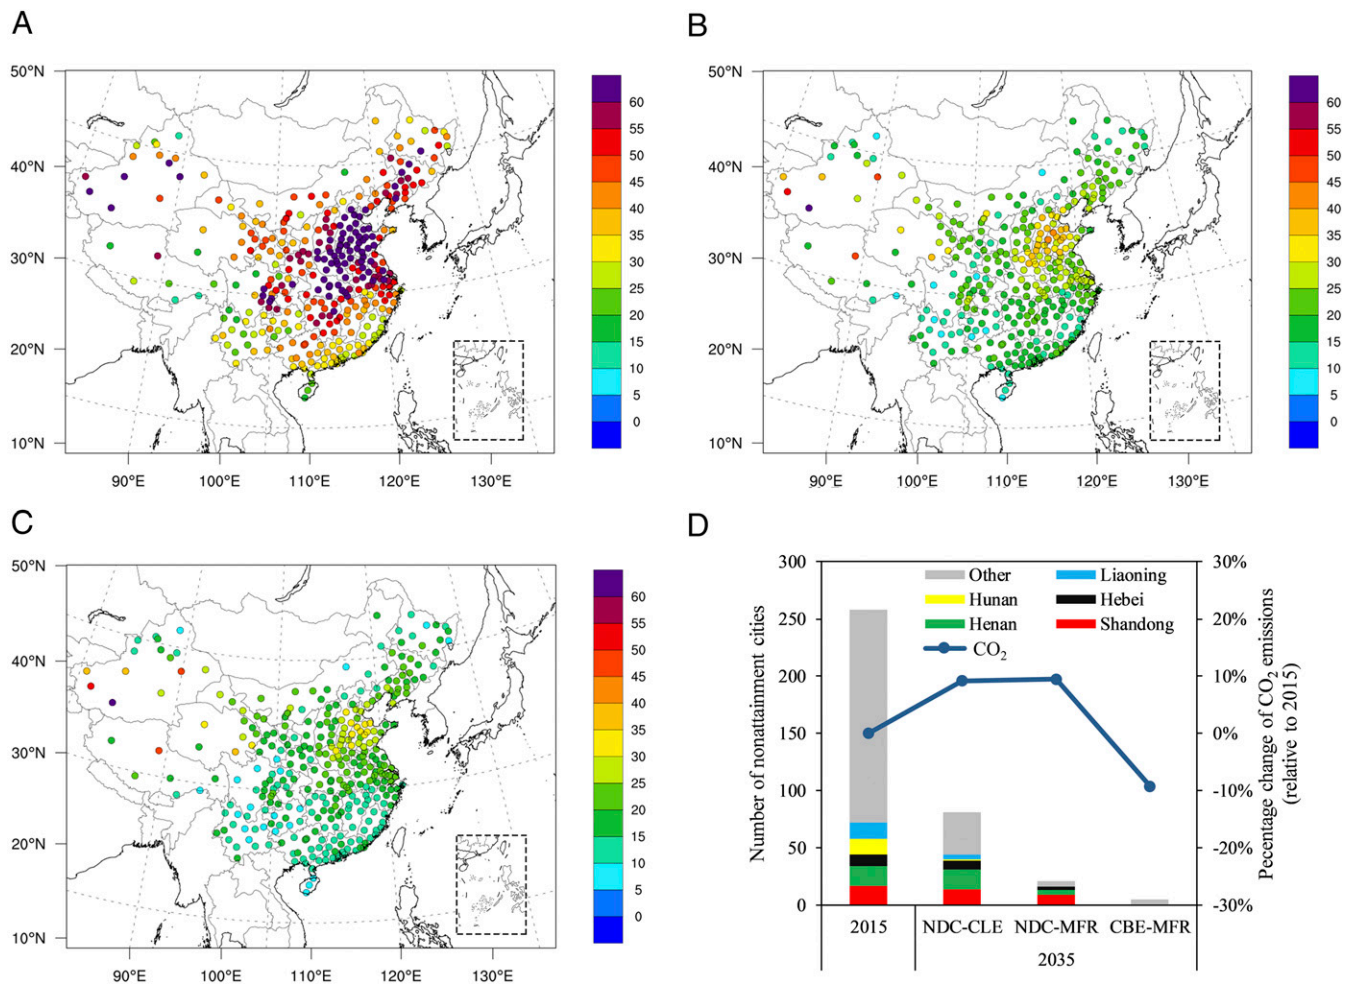 A
B
50°N
40°N
30°N
20°N
10°N
90°E
100°E
110°E
120°E
130°E
60
55
50
45
40
35
30
25
20
15
10
5
0
50°N
40°N
30°N
20°N
10°N
90°E
100°E
110°E
120°E
130°E
60
55
50
45
40
35
30
25
20
15
10
5
0
C
D
50°N
40°N
30°N
20°N
10°N
90°E
100°E
110°E
120°E
130°E
60
55
50
45
40
35
30
25
20
15
10
5
0
Number of nonattainment cities
300
250
200
150
100
50
0
Other
Liaoning
Hunan
Hebei
Henan
Shandong
CO₂
30%
20%
10%
0%
-10%
-20%
-30%
Pecentage change of CO₂ emissions
(relative to 2015)
2015
NDC-CLE
NDC-MFR
CBE-MFR
2035